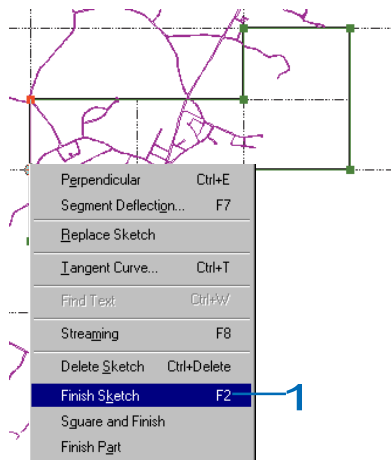 Perpendicular Ctrl+E
Segment Deflection... F7
Replace Sketch
Tangent Curve... Ctrl+T
Find Text Ctrl+W
Streaming F8
Delete Sketch Ctrl+Delete
Finish Sketch F2 1
Square and Finish
Finish Part